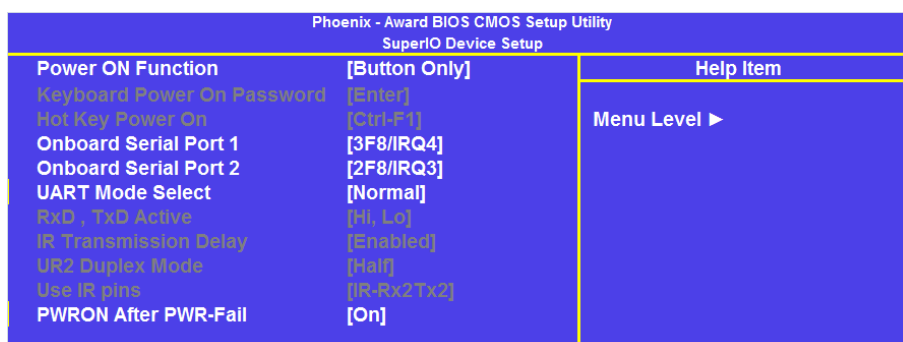 Phoenix - Award BIOS CMOS Setup Utility
SuperIO Device Setup
Power ON Function [Button Only]
Keyboard Power On Password [Enter]
Hot Key Power On [Ctrl-F1]
Onboard Serial Port 1 [3F8/IRQ4]
Onboard Serial Port 2 [2F8/IRQ3]
UART Mode Select [Normal]
RxD , TxD Active [Hi, Lo]
IR Transmission Delay [Enabled]
UR2 Duplex Mode [Half]
Use IR pins [IR-Rx2Tx2]
PWRON After PWR-Fail [On]
Help Item
Menu Level ►